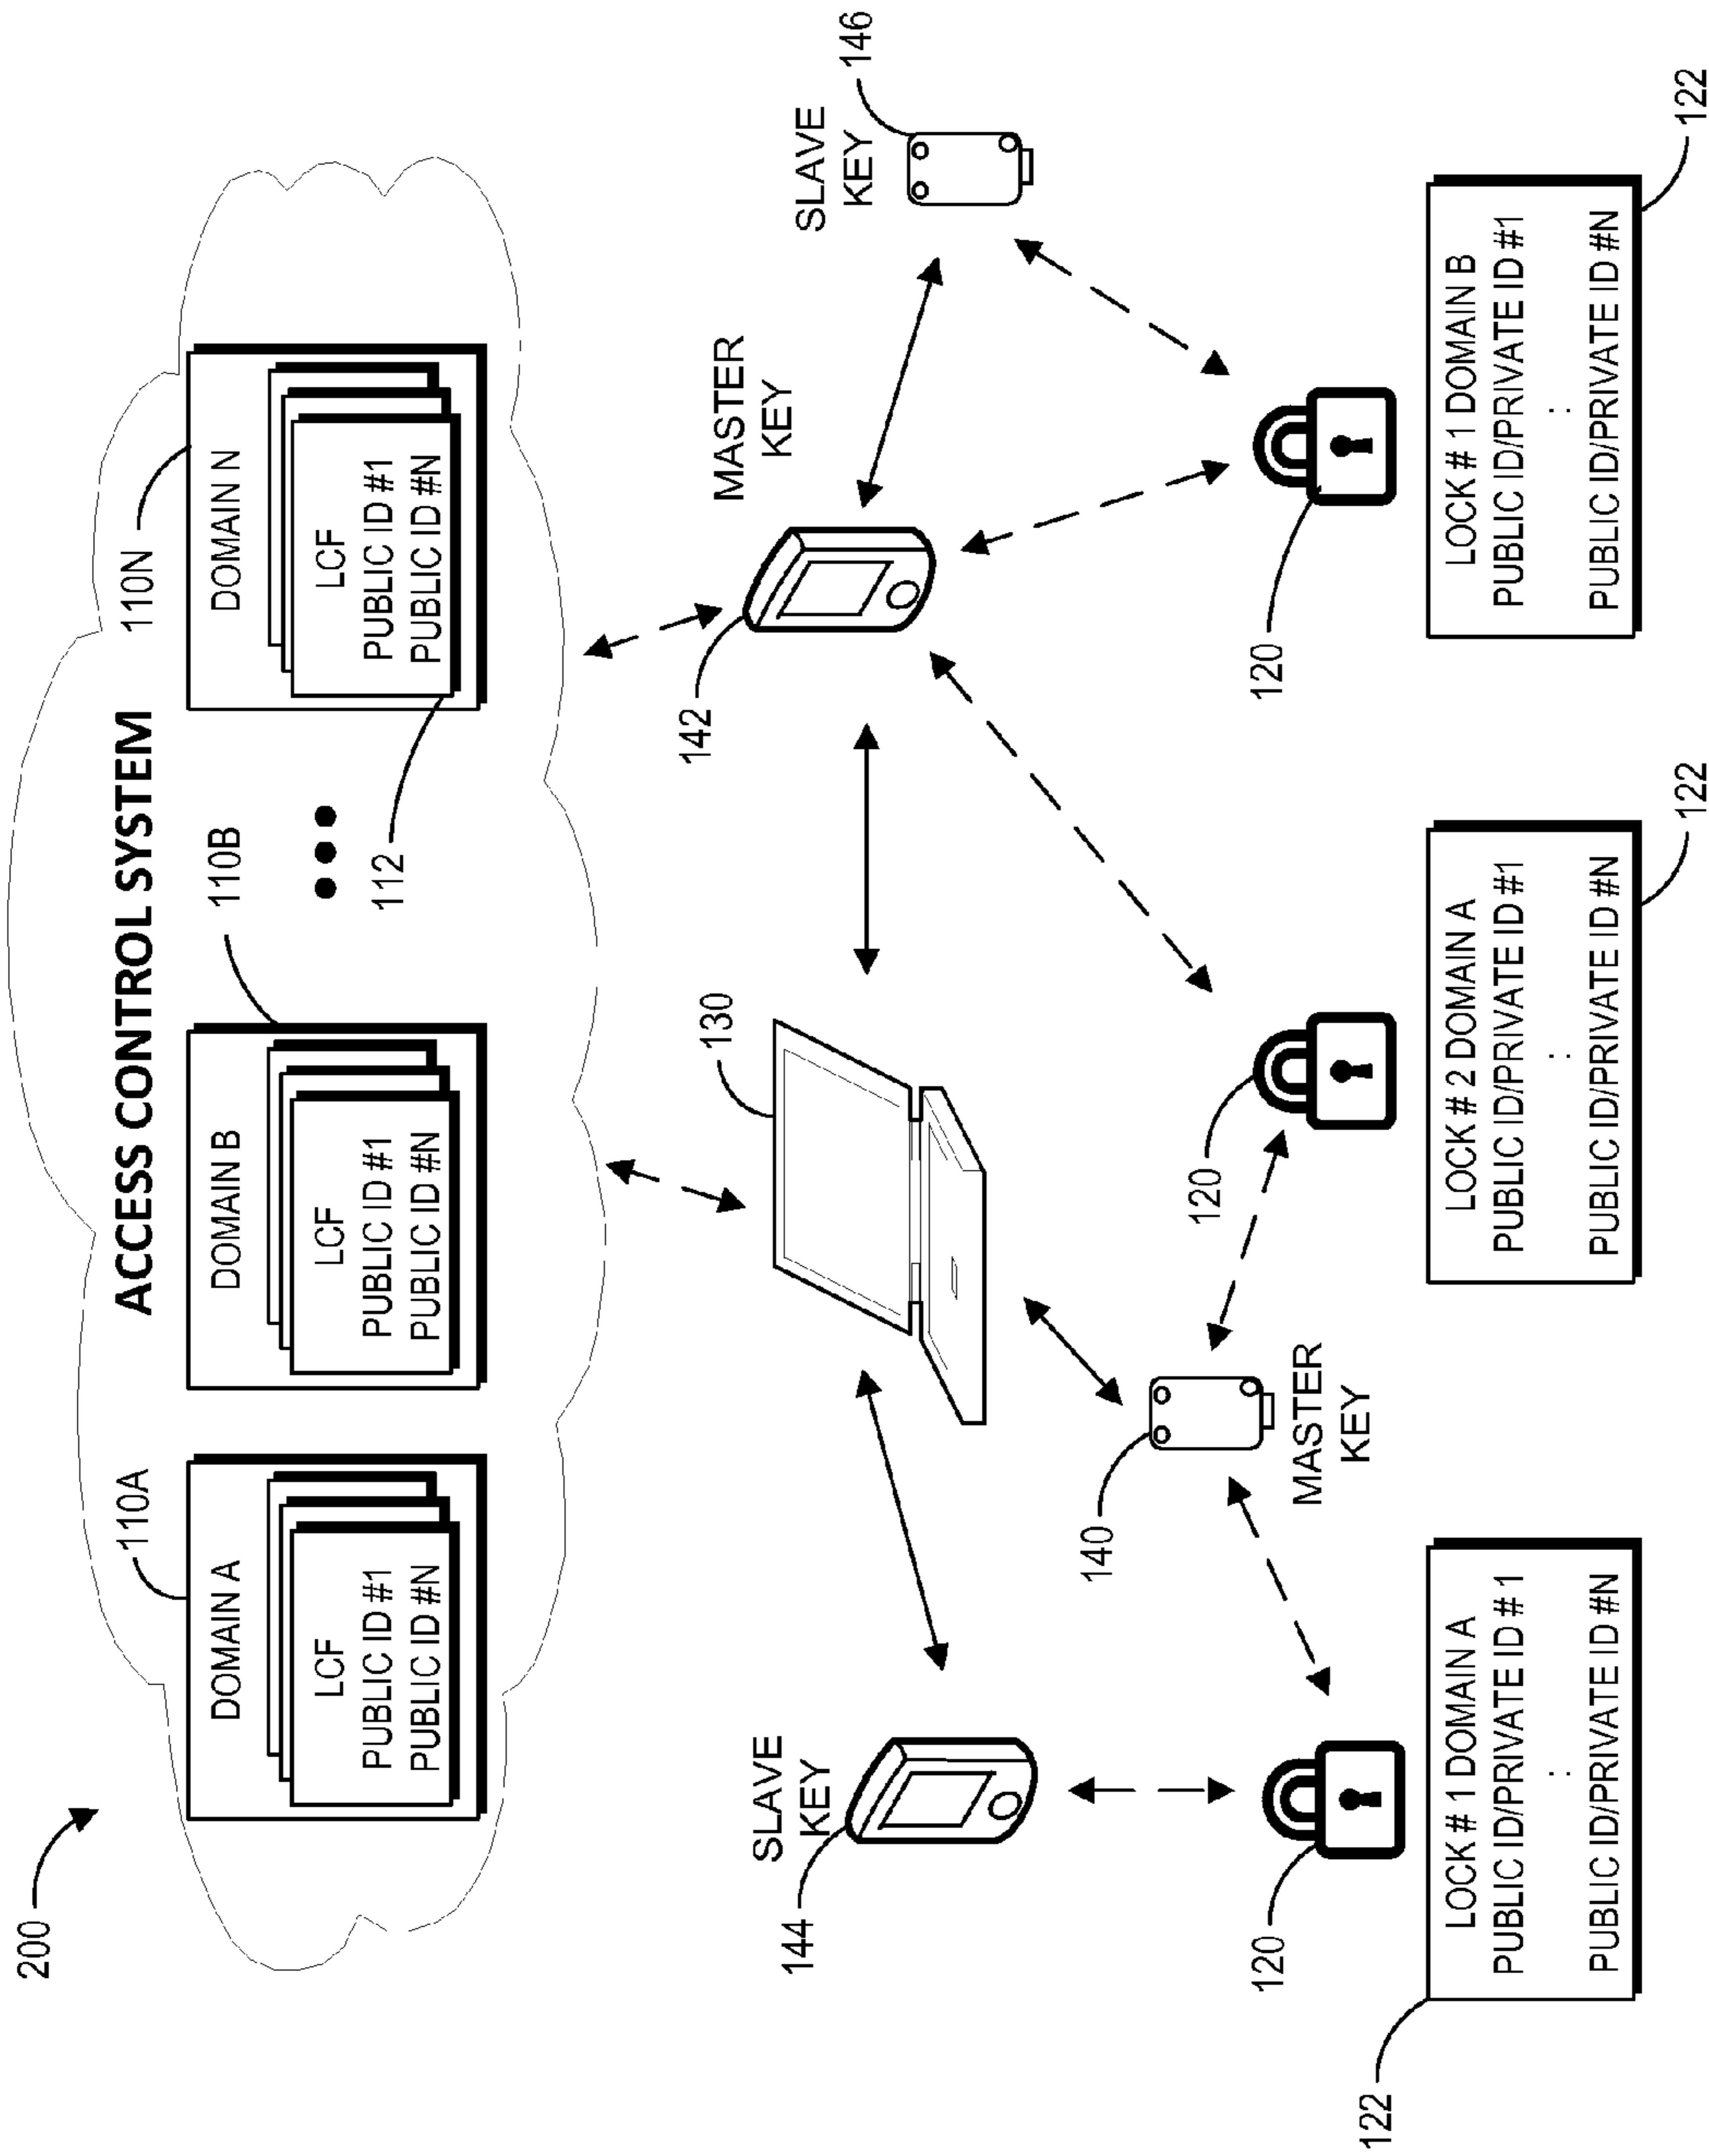 200
ACCESS CONTROL SYSTEM
110A
DOMAIN A
LCF
PUBLIC ID #1
PUBLIC ID #N
110B
DOMAIN B
LCF
PUBLIC ID #1
PUBLIC ID #N
110N
DOMAIN N
LCF
PUBLIC ID #1
PUBLIC ID #N
112
130
SLAVE
KEY
144
MASTER
KEY
142
SLAVE
KEY
146
140
MASTER
KEY
120
120
120
LOCK # 1 DOMAIN A
PUBLIC ID/PRIVATE ID # 1
:
PUBLIC ID/PRIVATE ID #N
122
LOCK # 2 DOMAIN A
PUBLIC ID/PRIVATE ID #1
:
PUBLIC ID/PRIVATE ID #N
122
LOCK # 1 DOMAIN B
PUBLIC ID/PRIVATE ID #1
:
PUBLIC ID/PRIVATE ID #N
122